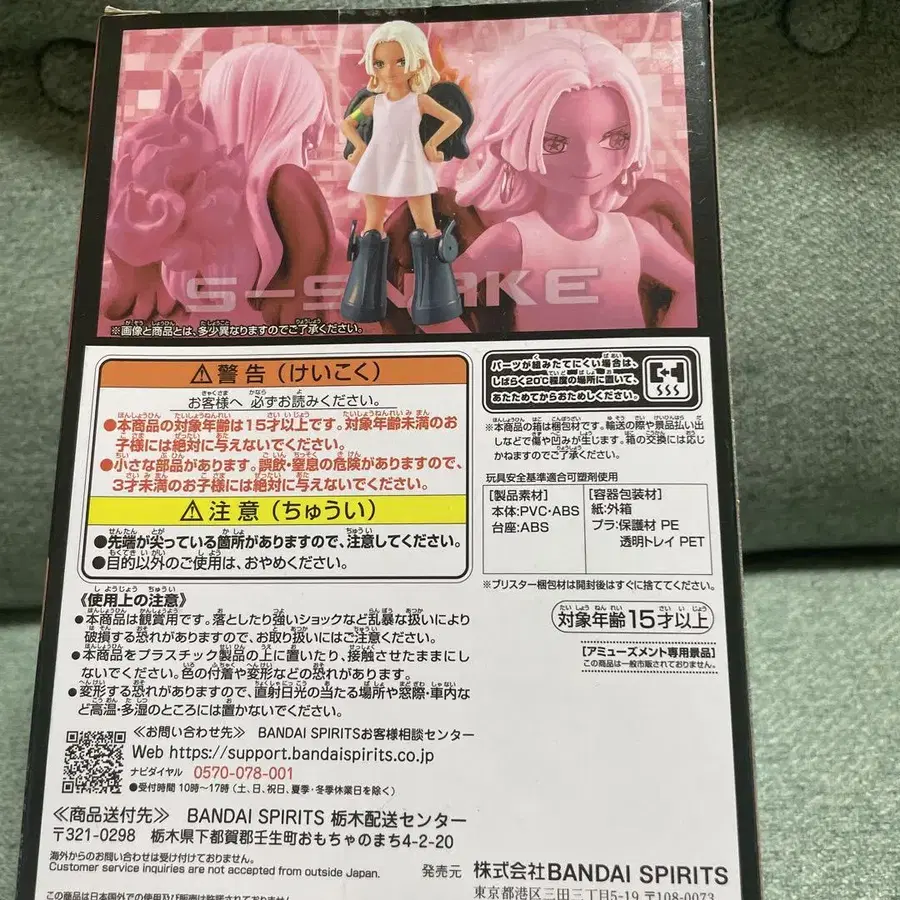 S-SNAKE
※画像と商品とは、多少異なりますのでご了承ください。
⚠警告(けいこく)
お客様へ 必ずお読みください。
●本商品の対象年齢は15才以上です。対象年齢未満のお
子様には絶対に与えないでください。
●小さな部品があります。誤飲・窒息の危険がありますので、
3才未満のお子様には絶対に与えないでください。
⚠注意(ちゅうい)
●先端が尖っている箇所がありますので、注意してください。
●目的以外のご使用は、おやめください。
《使用上の注意》
●本商品は観賞用です。落としたり強いショックなど乱暴な扱いにより
破損する恐れがありますので、お取り扱いにはご注意ください。
●本商品をプラスチック製品の上に置いたり、接触させたままにし
ないでください。色の付着や変形などの恐れがあります。
●変形する恐れがありますので、直射日光の当たる場所や窓際・車内な
ど高温・多湿のところには置かないでください。
≪お問い合わせ先≫ BANDAI SPIRITSお客様相談センター
Web https://support.bandaispirits.co.jp
ナビダイヤル 0570-078-001
●受付時間 10時〜17時(土、日、祝日、夏季・冬季休業日を除く)
≪商品送付先≫ BANDAI SPIRITS 栃木配送センター
〒321-0298 栃木県下都賀郡壬生町おもちゃのまち4-2-20
海外からのお問い合わせは受け付けておりません。
Customer service inquiries are not accepted from outside Japan.
パーツが組みたてにくい場合は、
しばらく20℃程度の場所に置いて、
あたためてからおためしください。
※本商品の箱は梱包材です。輸送の際や景品払い出
しなどで傷や凹みが生じます。箱の交換には応じ
かねますのでご了承ください。
玩具安全基準適合可塑剤使用
[製品素材]
本体:PVC・ABS
台座:ABS
[容器包装材]
紙:外箱
プラ:保護材 PE
透明トレイ PET
※ブリスター梱包材は開封後はすぐに捨ててください。
対象年齢15才以上
[アミューズメント専用景品]
この商品は一般市販されておりません。
発売元 株式会社BANDAI SPIRITS
東京都港区三田三丁目5-19 〒108-0073